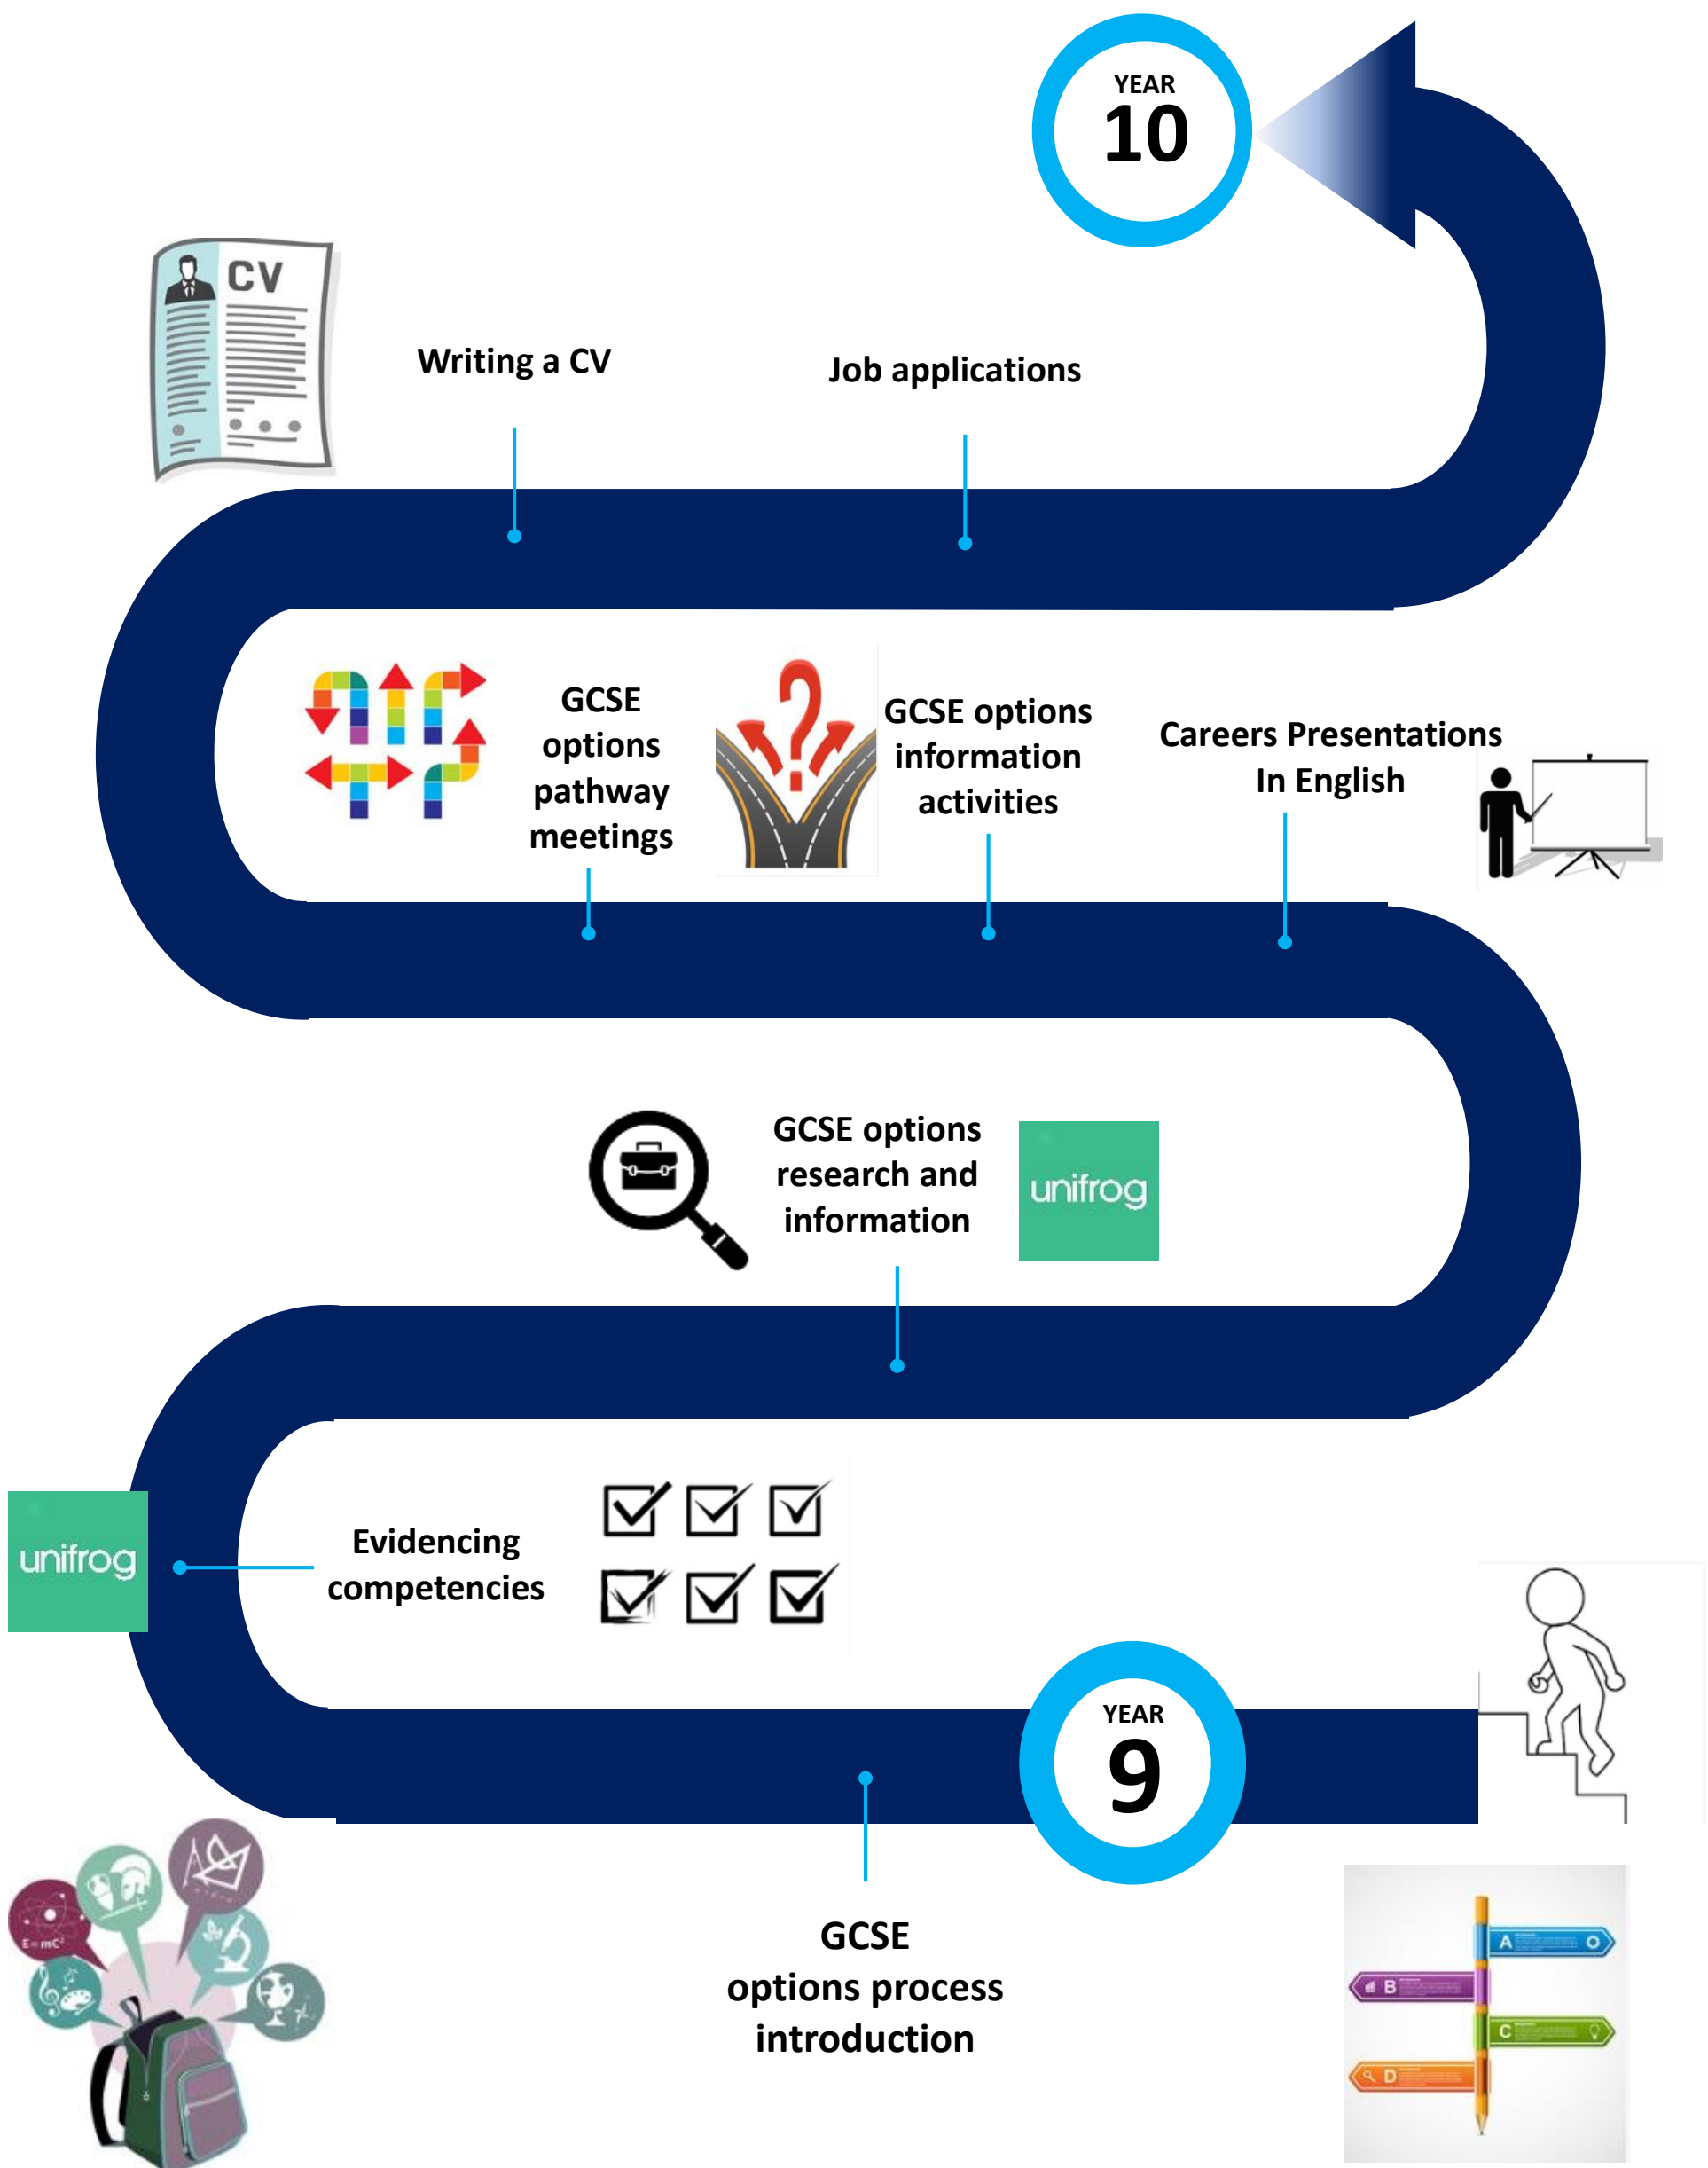 YEAR
10
CV
Writing a CV
Job applications
GCSE
options
pathway
meetings
GCSE options
information
activities
Careers Presentations
In English
GCSE options
research and
information
unifrog
unifrog
Evidencing
competencies
YEAR
9
GCSE
options process
introduction
E=mc²
A
B
C
D